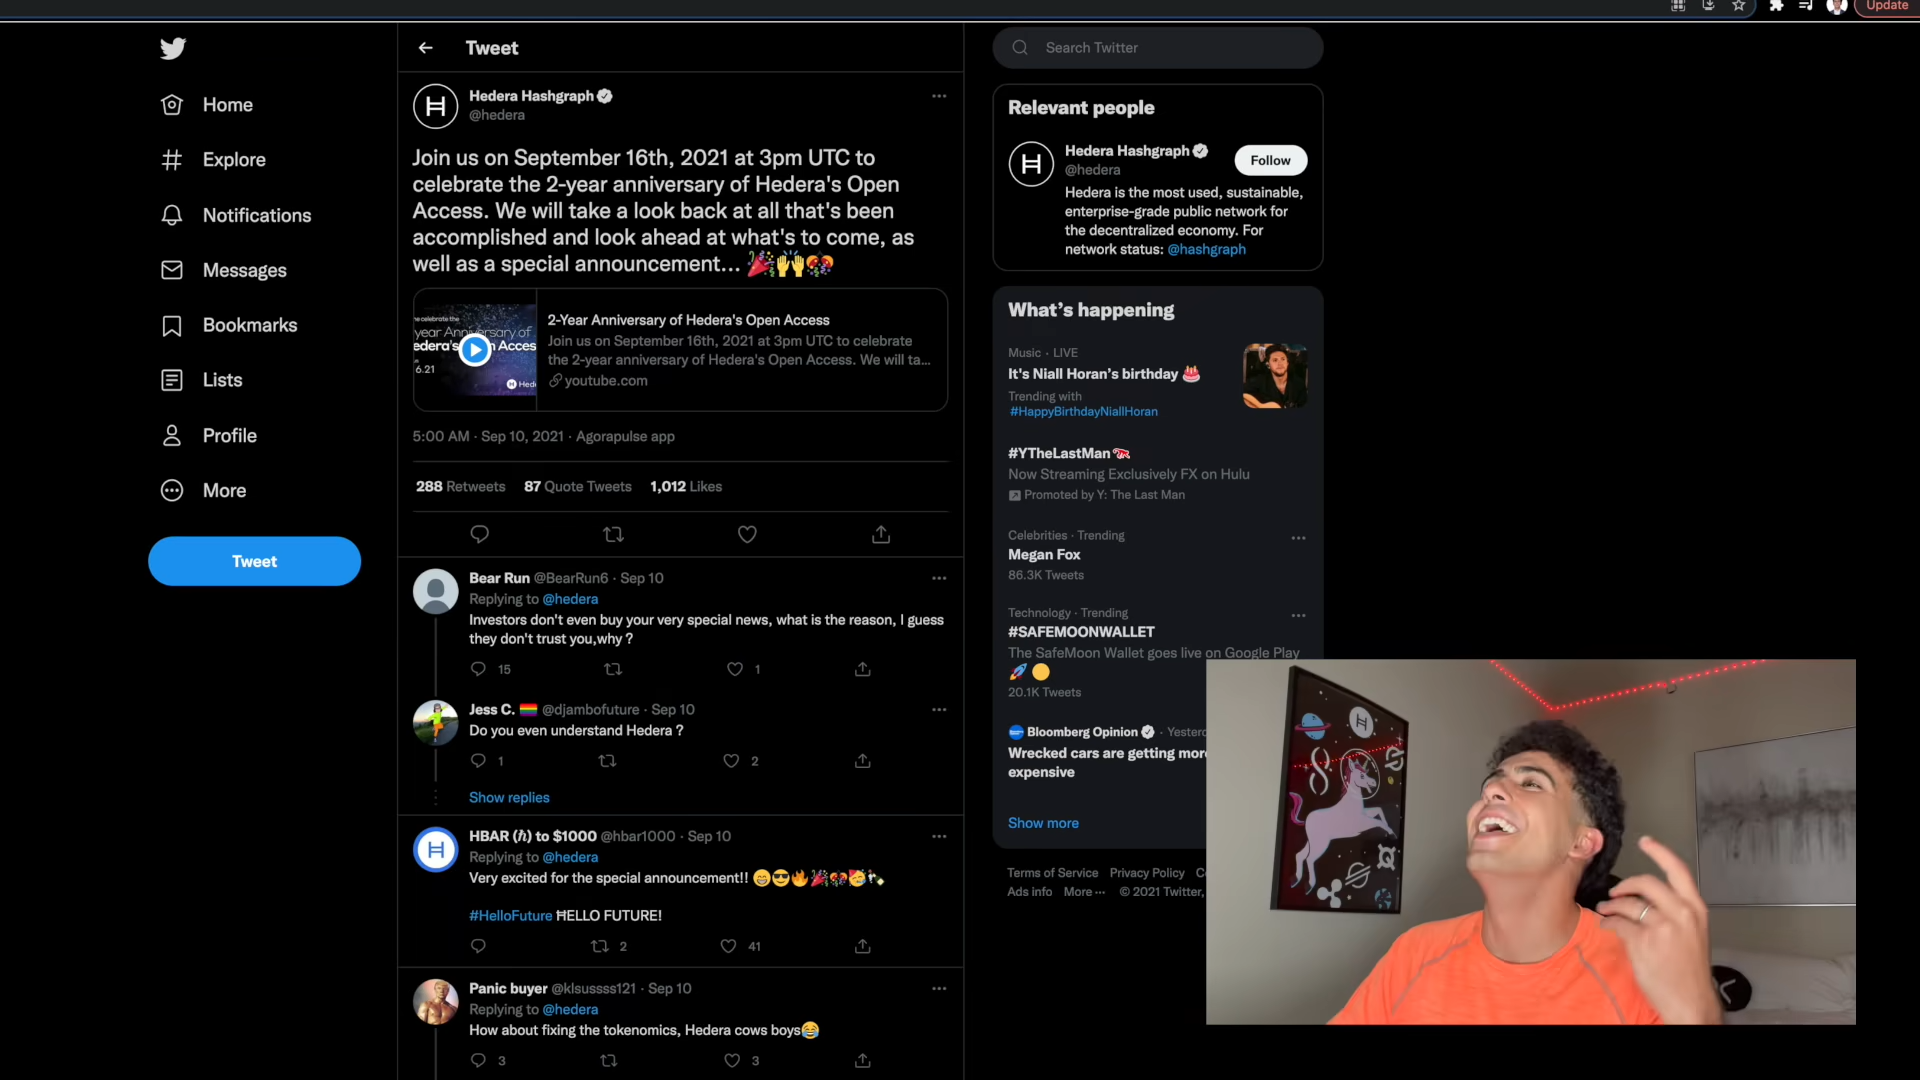 Update
Home
Explore
Notifications
Messages
Bookmarks
Lists
Profile
More
Tweet
Tweet
Hedera Hashgraph
@hedera
Join us on September 16th, 2021 at 3pm UTC to
celebrate the 2-year anniversary of Hedera's Open
Access. We will take a look back at all that's been
accomplished and look ahead at what's to come, as
well as a special announcement... 🎉🙌🎊
year Anniversary of
6.21
2-Year Anniversary of Hedera's Open Access
Join us on September 16th, 2021 at 3pm UTC to celebrate
the 2-year anniversary of Hedera's Open Access. We will ta...
youtube.com
5:00 AM · Sep 10, 2021 · Agorapulse app
288 Retweets 87 Quote Tweets 1,012 Likes
Bear Run @BearRun6 · Sep 10
Replying to @hedera
Investors don't even buy your very special news, what is the reason, I guess
they don't trust you,why ?
15 1
Jess C. @djambofuture · Sep 10
Do you even understand Hedera ?
1 2
Show replies
HBAR (ℏ) to $1000 @hbar1000 · Sep 10
Replying to @hedera
Very excited for the special announcement!! 😁😎🔥🎉🎊🥳🍾
#HelloFuture ĦELLO FUTURE!
2 41
Panic buyer @klsussss121 · Sep 10
Replying to @hedera
How about fixing the tokenomics, Hedera cows boys😂
3 3
Search Twitter
Relevant people
Hedera Hashgraph
@hedera
Follow
Hedera is the most used, sustainable,
enterprise-grade public network for
the decentralized economy. For
network status: @hashgraph
What's happening
Music · LIVE
It's Niall Horan's birthday 🎂
Trending with
#HappyBirthdayNiallHoran
#YTheLastMan
Now Streaming Exclusively FX on Hulu
Promoted by Y: The Last Man
Celebrities · Trending
Megan Fox
86.3K Tweets
Technology · Trending
#SAFEMOONWALLET
The SafeMoon Wallet goes live on Google Play
🚀 🟡
20.1K Tweets
Bloomberg Opinion · Yester
Wrecked cars are getting mor
expensive
Show more
Terms of Service Privacy Policy
Ads info More ··· © 2021 Twitter,